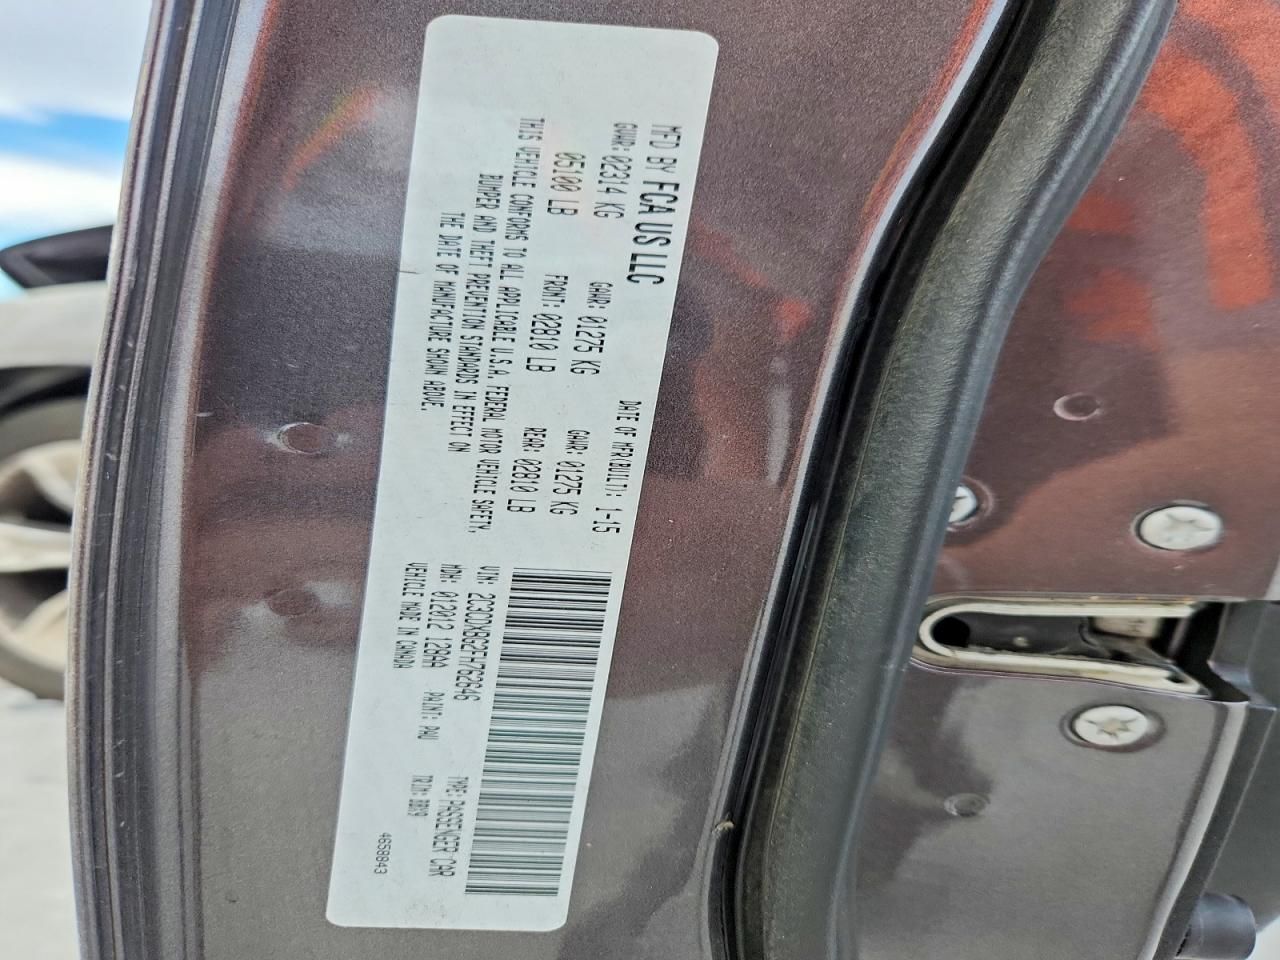 MFD BY FCA US LLC
DATE OF MFR(BUILT): 1-15
GVWR: 02314 KG
GAWR: 01275 KG
GAWR: 01275 KG
05100 LB
FRONT: 02810 LB
REAR: 02810 LB
THIS VEHICLE CONFORMS TO ALL APPLICABLE U.S.A. FEDERAL MOTOR VEHICLE SAFETY,
BUMPER AND THEFT PREVENTION STANDARDS IN EFFECT ON
THE DATE OF MANUFACTURE SHOWN ABOVE.
VIN: 2C3CDXBG2FH762646
TYPE: PASSENGER CAR
MDH: 012012 128AA
PAINT: PAU
TRIM: BBX9
VEHICLE MADE IN CANADA
4658843